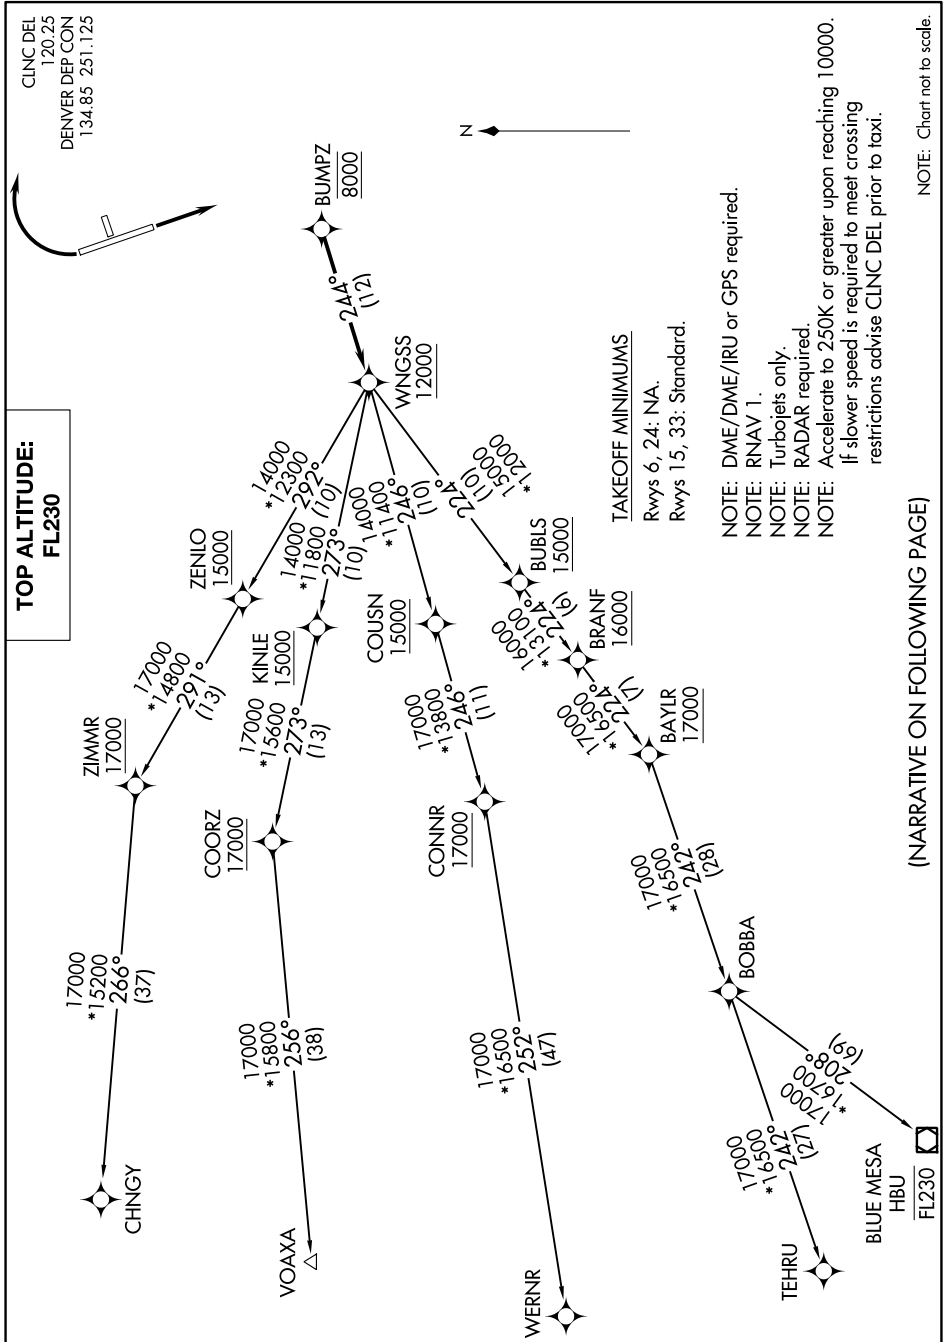 TOP ALTITUDE:
FL230
CLNC DEL
120.25
DENVER DEP CON
134.85 251.125
N
BUMPZ
8000
244°
(12)
WNGSS
12000
14000
*12300
292°
(10)
ZENLO
15000
17000
*14800
291°
(13)
ZIMMR
17000
17000
*15200
266°
(37)
CHNGY
14000
*11800
273°
(10)
KINLE
15000
17000
*15600
273°
(13)
COORZ
17000
17000
*15800
256°
(38)
VOAXA
14000
*11400
246°
(10)
COUSN
15000
17000
*13800
246°
(11)
CONNR
17000
17000
*16500
252°
(47)
WERNR
224°
(10)
15000
*12000
BUBLS
15000
16000
*13100
224°
(6)
BRANF
16000
17000
*16500
224°
(7)
BAYLR
17000
17000
*16500
242°
(28)
BOBBA
17000
*16500
242°
(27)
TEHRU
17000
*16700
208°
(69)
BLUE MESA
HBU
FL230
TAKEOFF MINIMUMS
Rwys 6, 24: NA.
Rwys 15, 33: Standard.
NOTE: DME/DME/IRU or GPS required.
NOTE: RNAV 1.
NOTE: Turbojets only.
NOTE: RADAR required.
NOTE: Accelerate to 250K or greater upon reaching 10000.
If slower speed is required to meet crossing
restrictions advise CLNC DEL prior to taxi.
(NARRATIVE ON FOLLOWING PAGE)
NOTE: Chart not to scale.